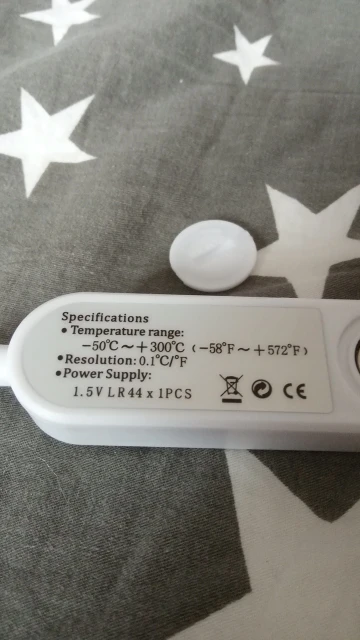 Specifications
• Temperature range:
−50℃～＋300℃（−58℉～＋572℉）
•Resolution: 0.1℃/℉
•Power Supply:
1.5V LR44 x 1PCS
CE